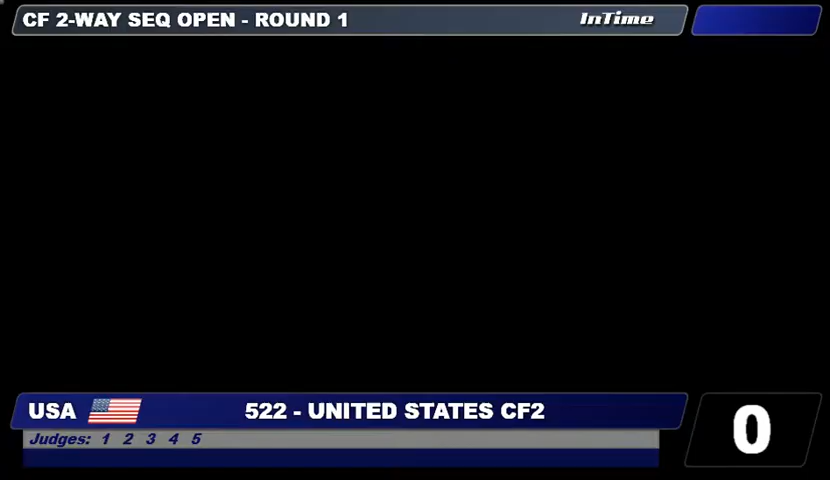 CF 2-WAY SEQ OPEN - ROUND 1 InTime
USA 522 - UNITED STATES CF2 0
Judges: 1 2 3 4 5